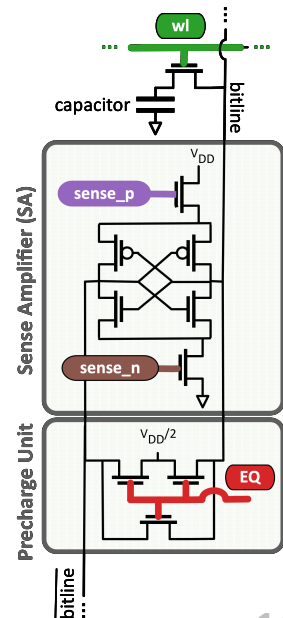 wl
capacitor
bitline
Sense Amplifier (SA)
VDD
sense_p
sense_n
Precharge Unit
VDD/2
EQ
bitline